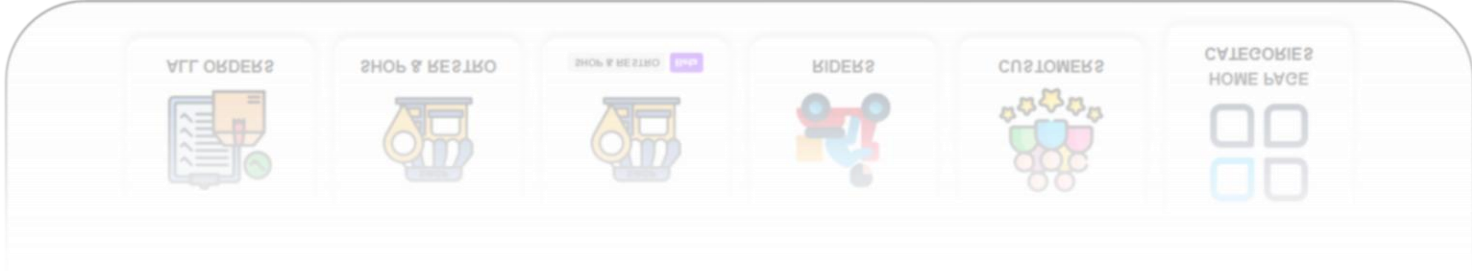 ALL ORDERS
SHOP & RESTRO
SHOP & RESTRO
RIDERS
CUSTOMERS
HOME PAGE
CATEGORIES